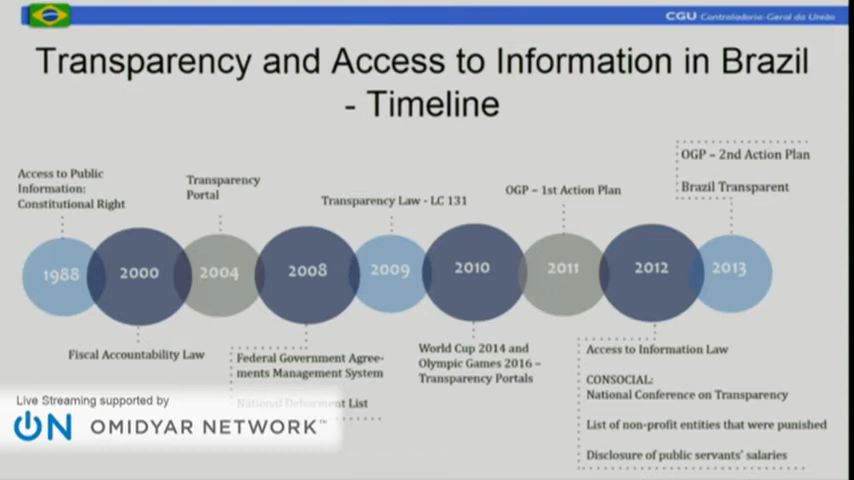 CGU Controladoria-Geral da União
Transparency and Access to Information in Brazil
- Timeline
Access to Public
Information:
Constitutional Right
Transparency
Portal
Transparency Law - LC 131
OGP – 1st Action Plan
OGP – 2nd Action Plan
Brazil Transparent
1988
2000
2004
2008
2009
2010
2011
2012
2013
Fiscal Accountability Law
Federal Government Agree-
ments Management System
National Debarment List
World Cup 2014 and
Olympic Games 2016 –
Transparency Portals
Access to Information Law
CONSOCIAL:
National Conference on Transparency
List of non-profit entities that were punished
Disclosure of public servants' salaries
Live Streaming supported by
ON OMIDYAR NETWORK™